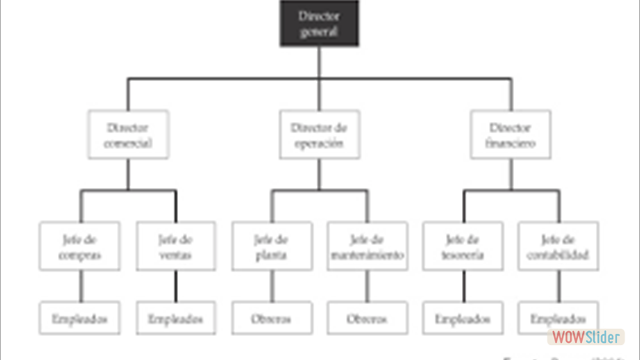 Director
general
Director
comercial
Director de
operación
Director
financiero
Jefe de
compras
Jefe de
ventas
Jefe de
planta
Jefe de
mantenimiento
Jefe de
tesorería
Jefe de
contabilidad
Empleados
Empleados
Obreros
Obreros
Empleados
Empleados
WOWSlider